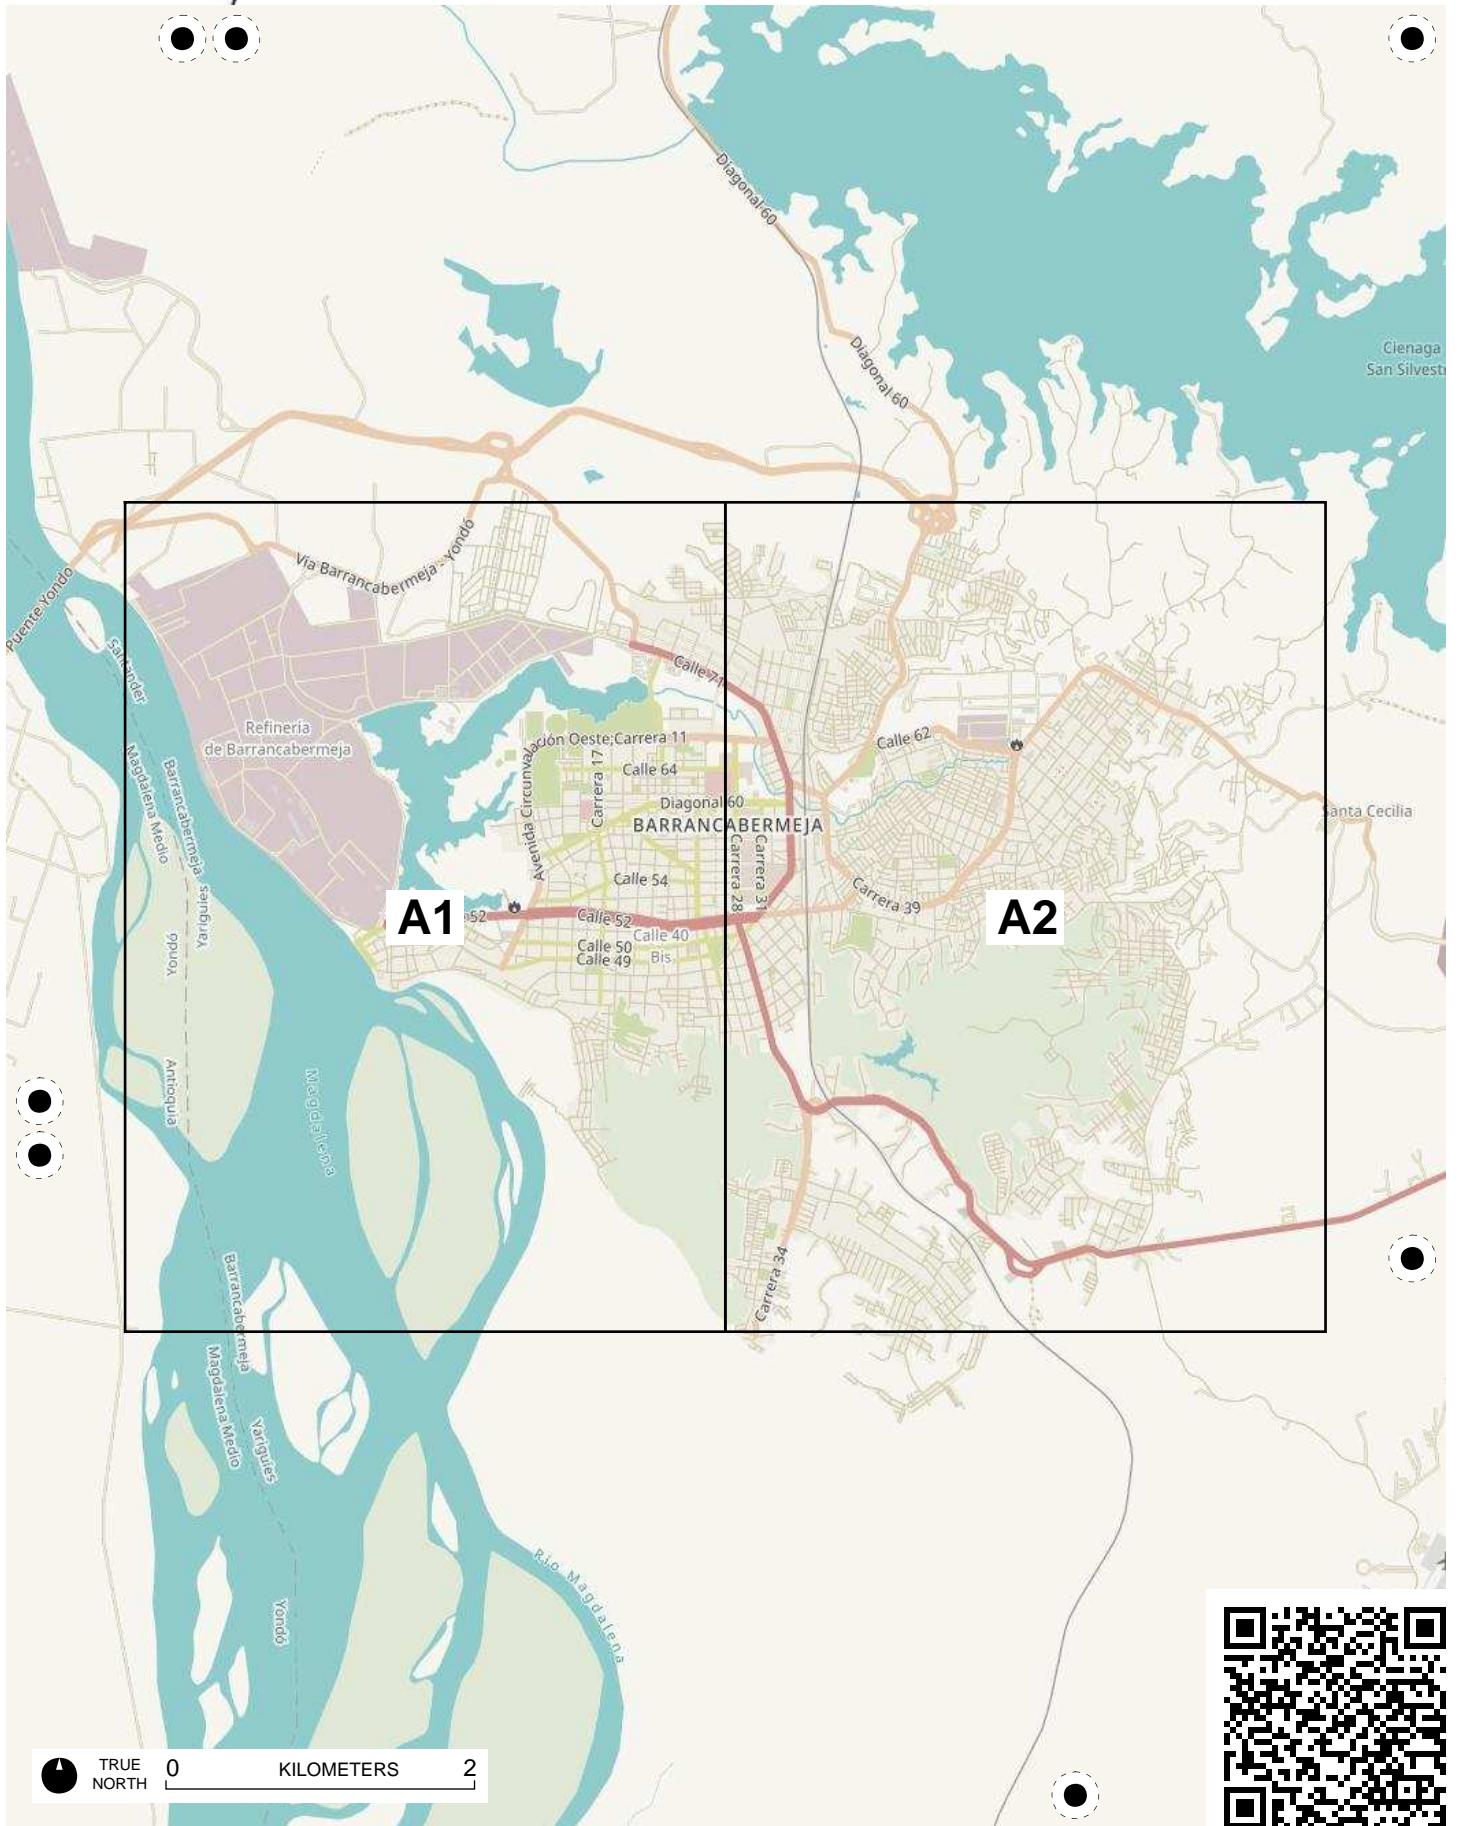 Diagonal 60
Diagonal 60
Cienaga
San Silvest
Vía Barrancabermeja - Yondó
Puente Yondo
Santander
Calle 71
Refinería
de Barrancabermeja
Avenida Circunvalación Oeste;Carrera 11
Calle 62
Carrera 17
Calle 64
Magdalena Medio
Barrancabermeja
Yariguíes
Diagonal 60
BARRANCABERMEJA
Santa Cecilia
Carrera 28
Carrera 31
Calle 54
Carrera 39
A1
52
Calle 52
A2
Calle 40
Bis
Calle 50
Calle 49
Yondó
Antioquia
Magdalena
Carrera 34
Barrancabermeja
Magdalena Medio
Yariguíes
Río Magdalena
Yondó
TRUE
NORTH
0 KILOMETERS 2